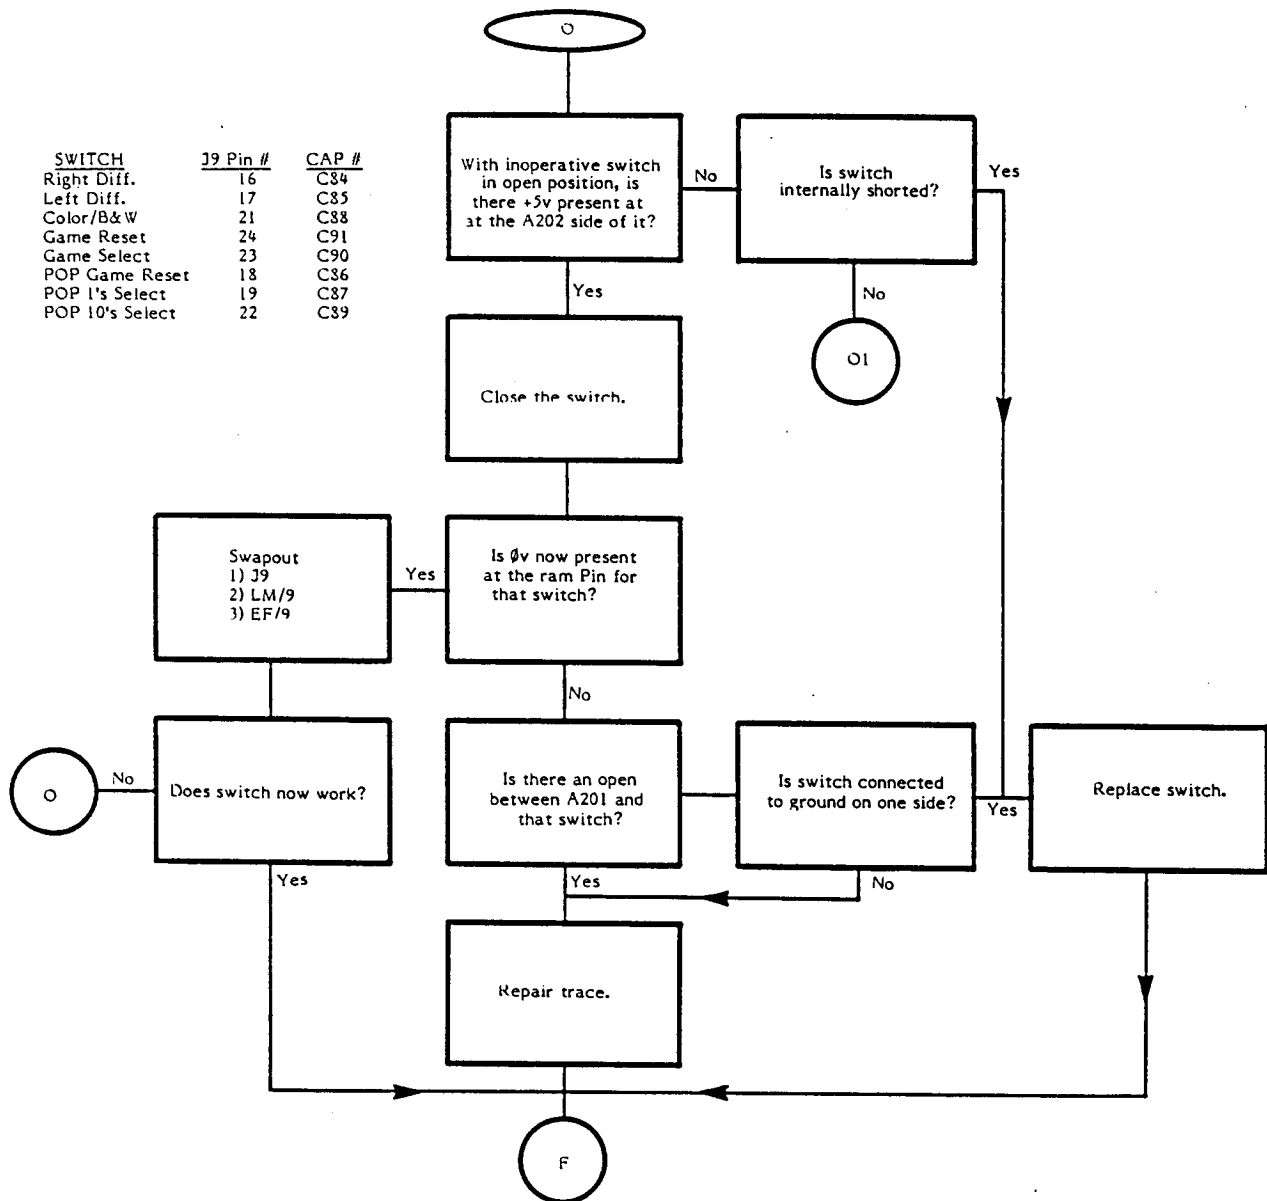 O
SWITCH J9 Pin # CAP #
Right Diff. 16 C84
Left Diff. 17 C85
Color/B&W 21 C88
Game Reset 24 C91
Game Select 23 C90
POP Game Reset 18 C86
POP 1's Select 19 C87
POP 10's Select 22 C89
With inoperative switch
in open position, is
there +5v present at
at the A202 side of it?
No
Is switch
internally shorted?
Yes
Yes
No
O1
Close the switch.
Swapout
1) J9
2) LM/9
3) EF/9
Yes
Is Øv now present
at the ram Pin for
that switch?
No
O
No
Does switch now work?
Is there an open
between A201 and
that switch?
Is switch connected
to ground on one side?
Yes
Replace switch.
Yes
Yes
No
Repair trace.
F